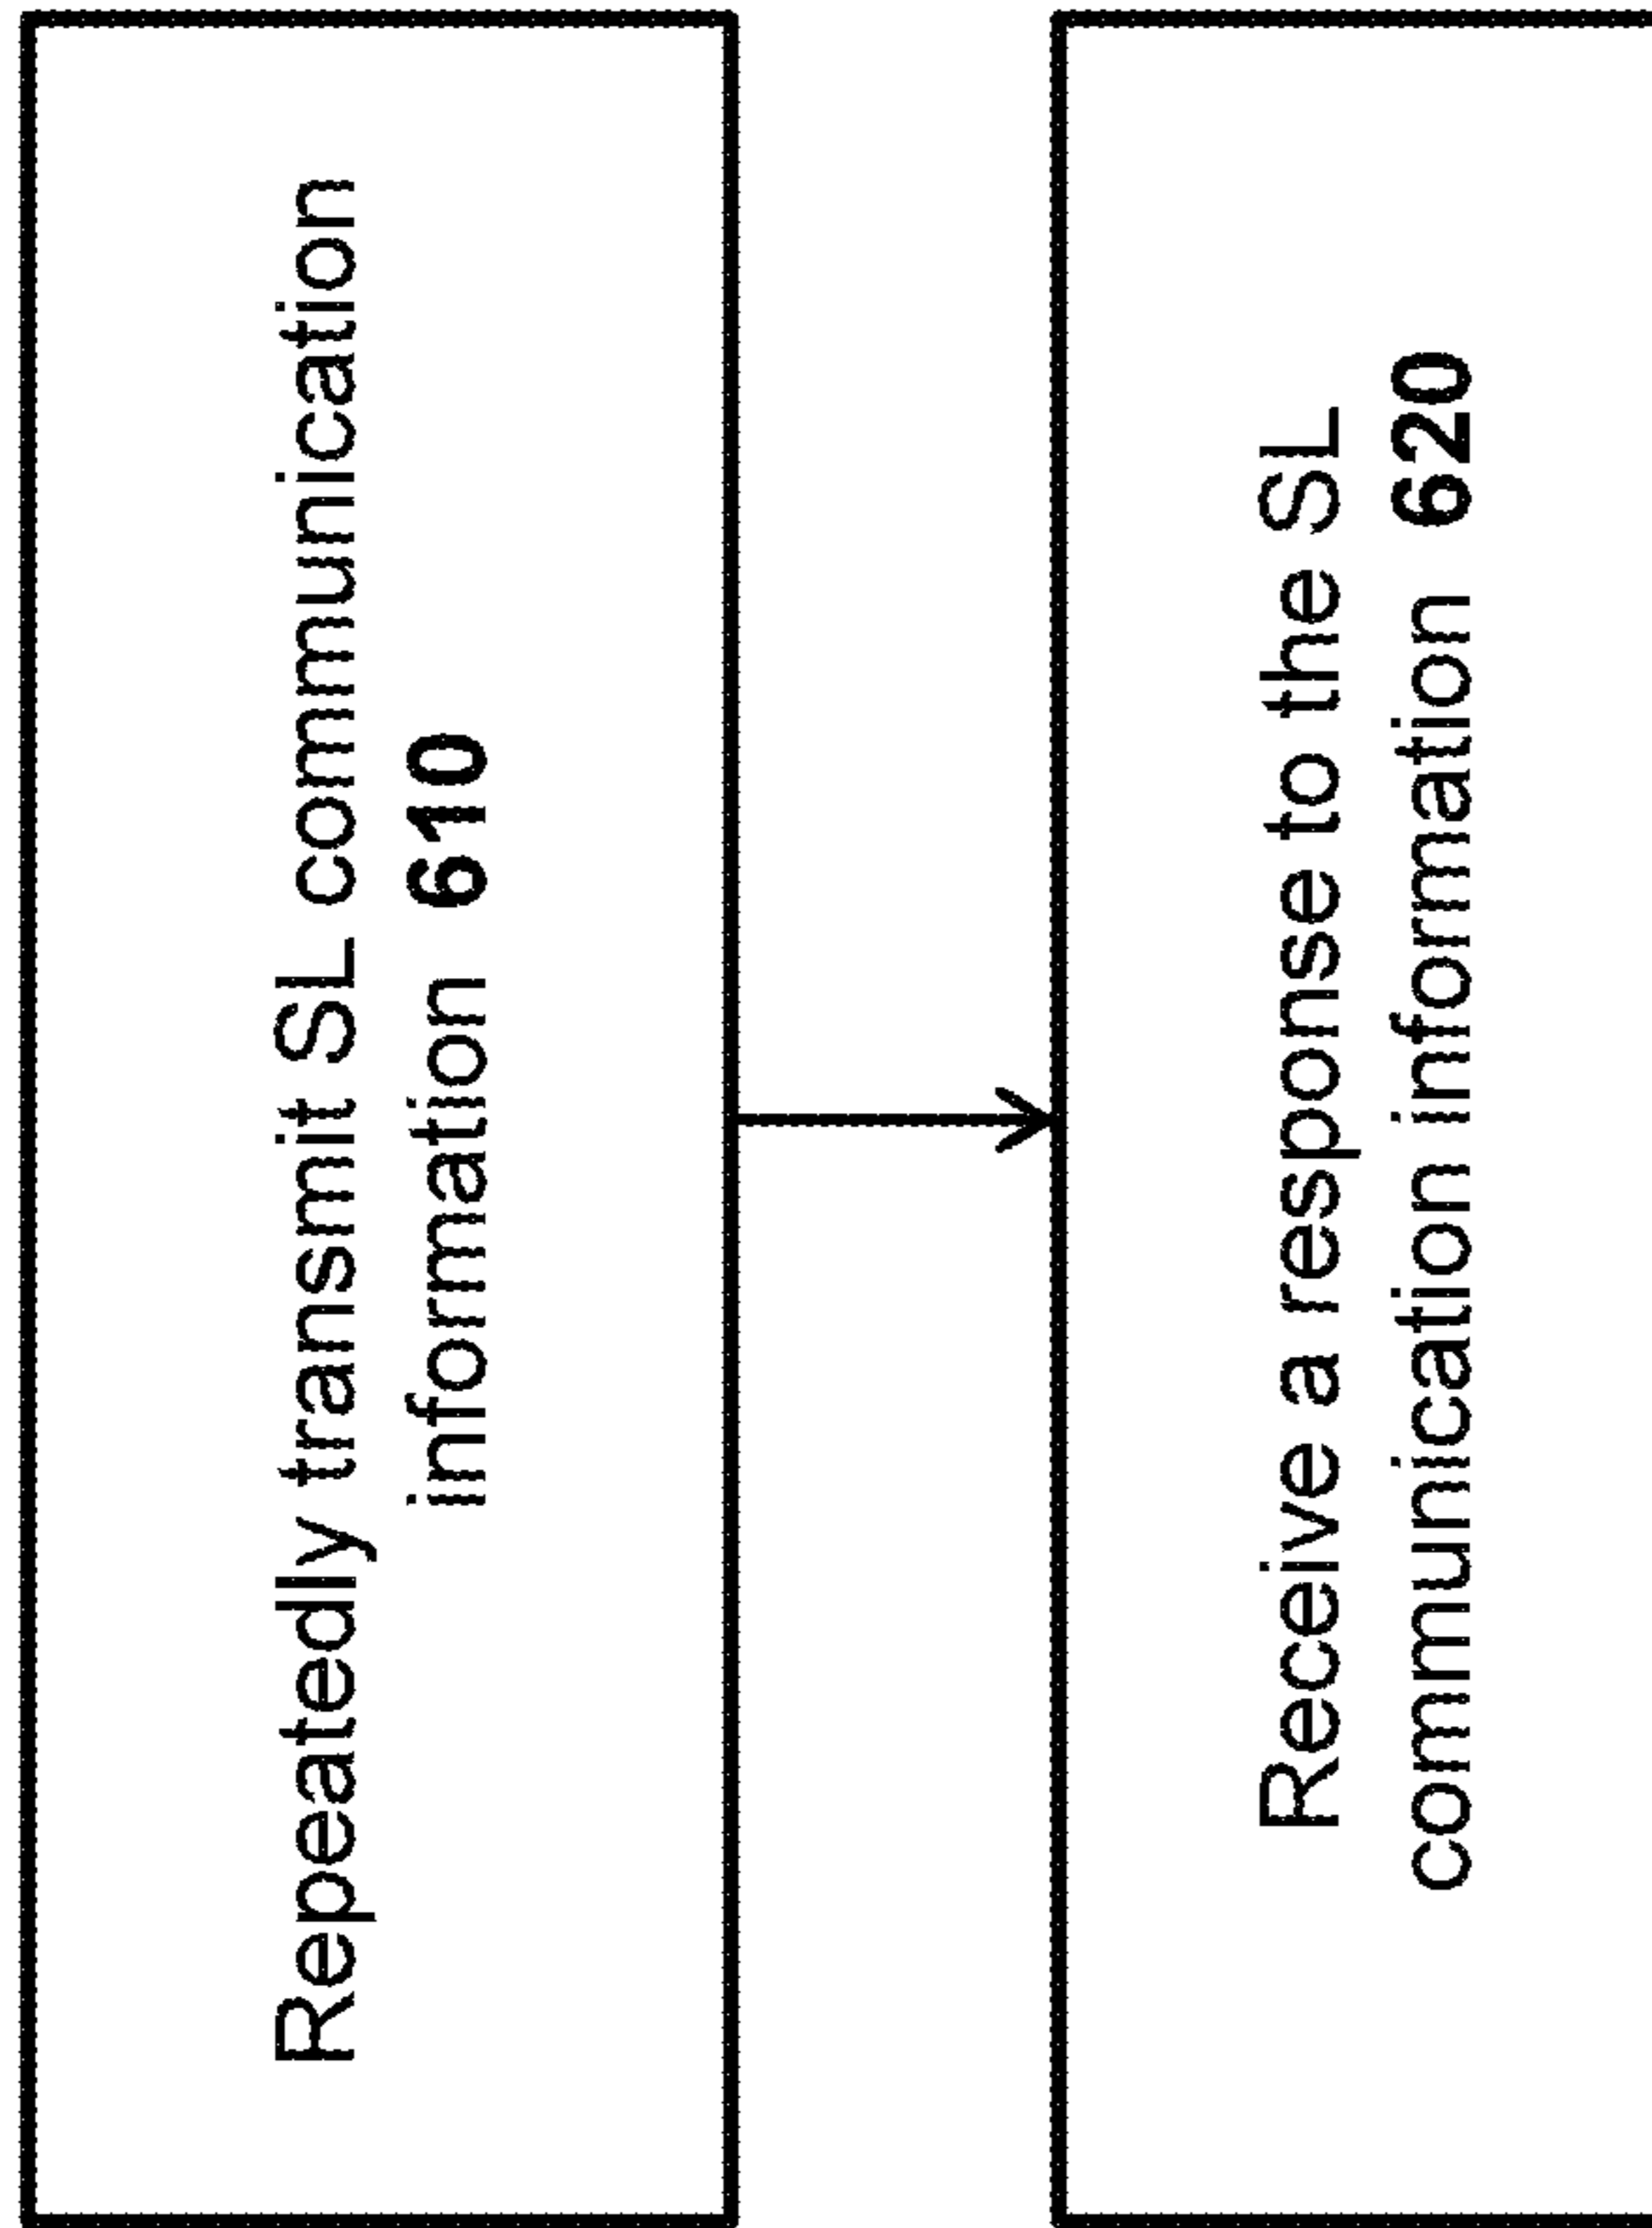 Repeatedly transmit SL communication
information 610
Receive a response to the SL
communication information 620